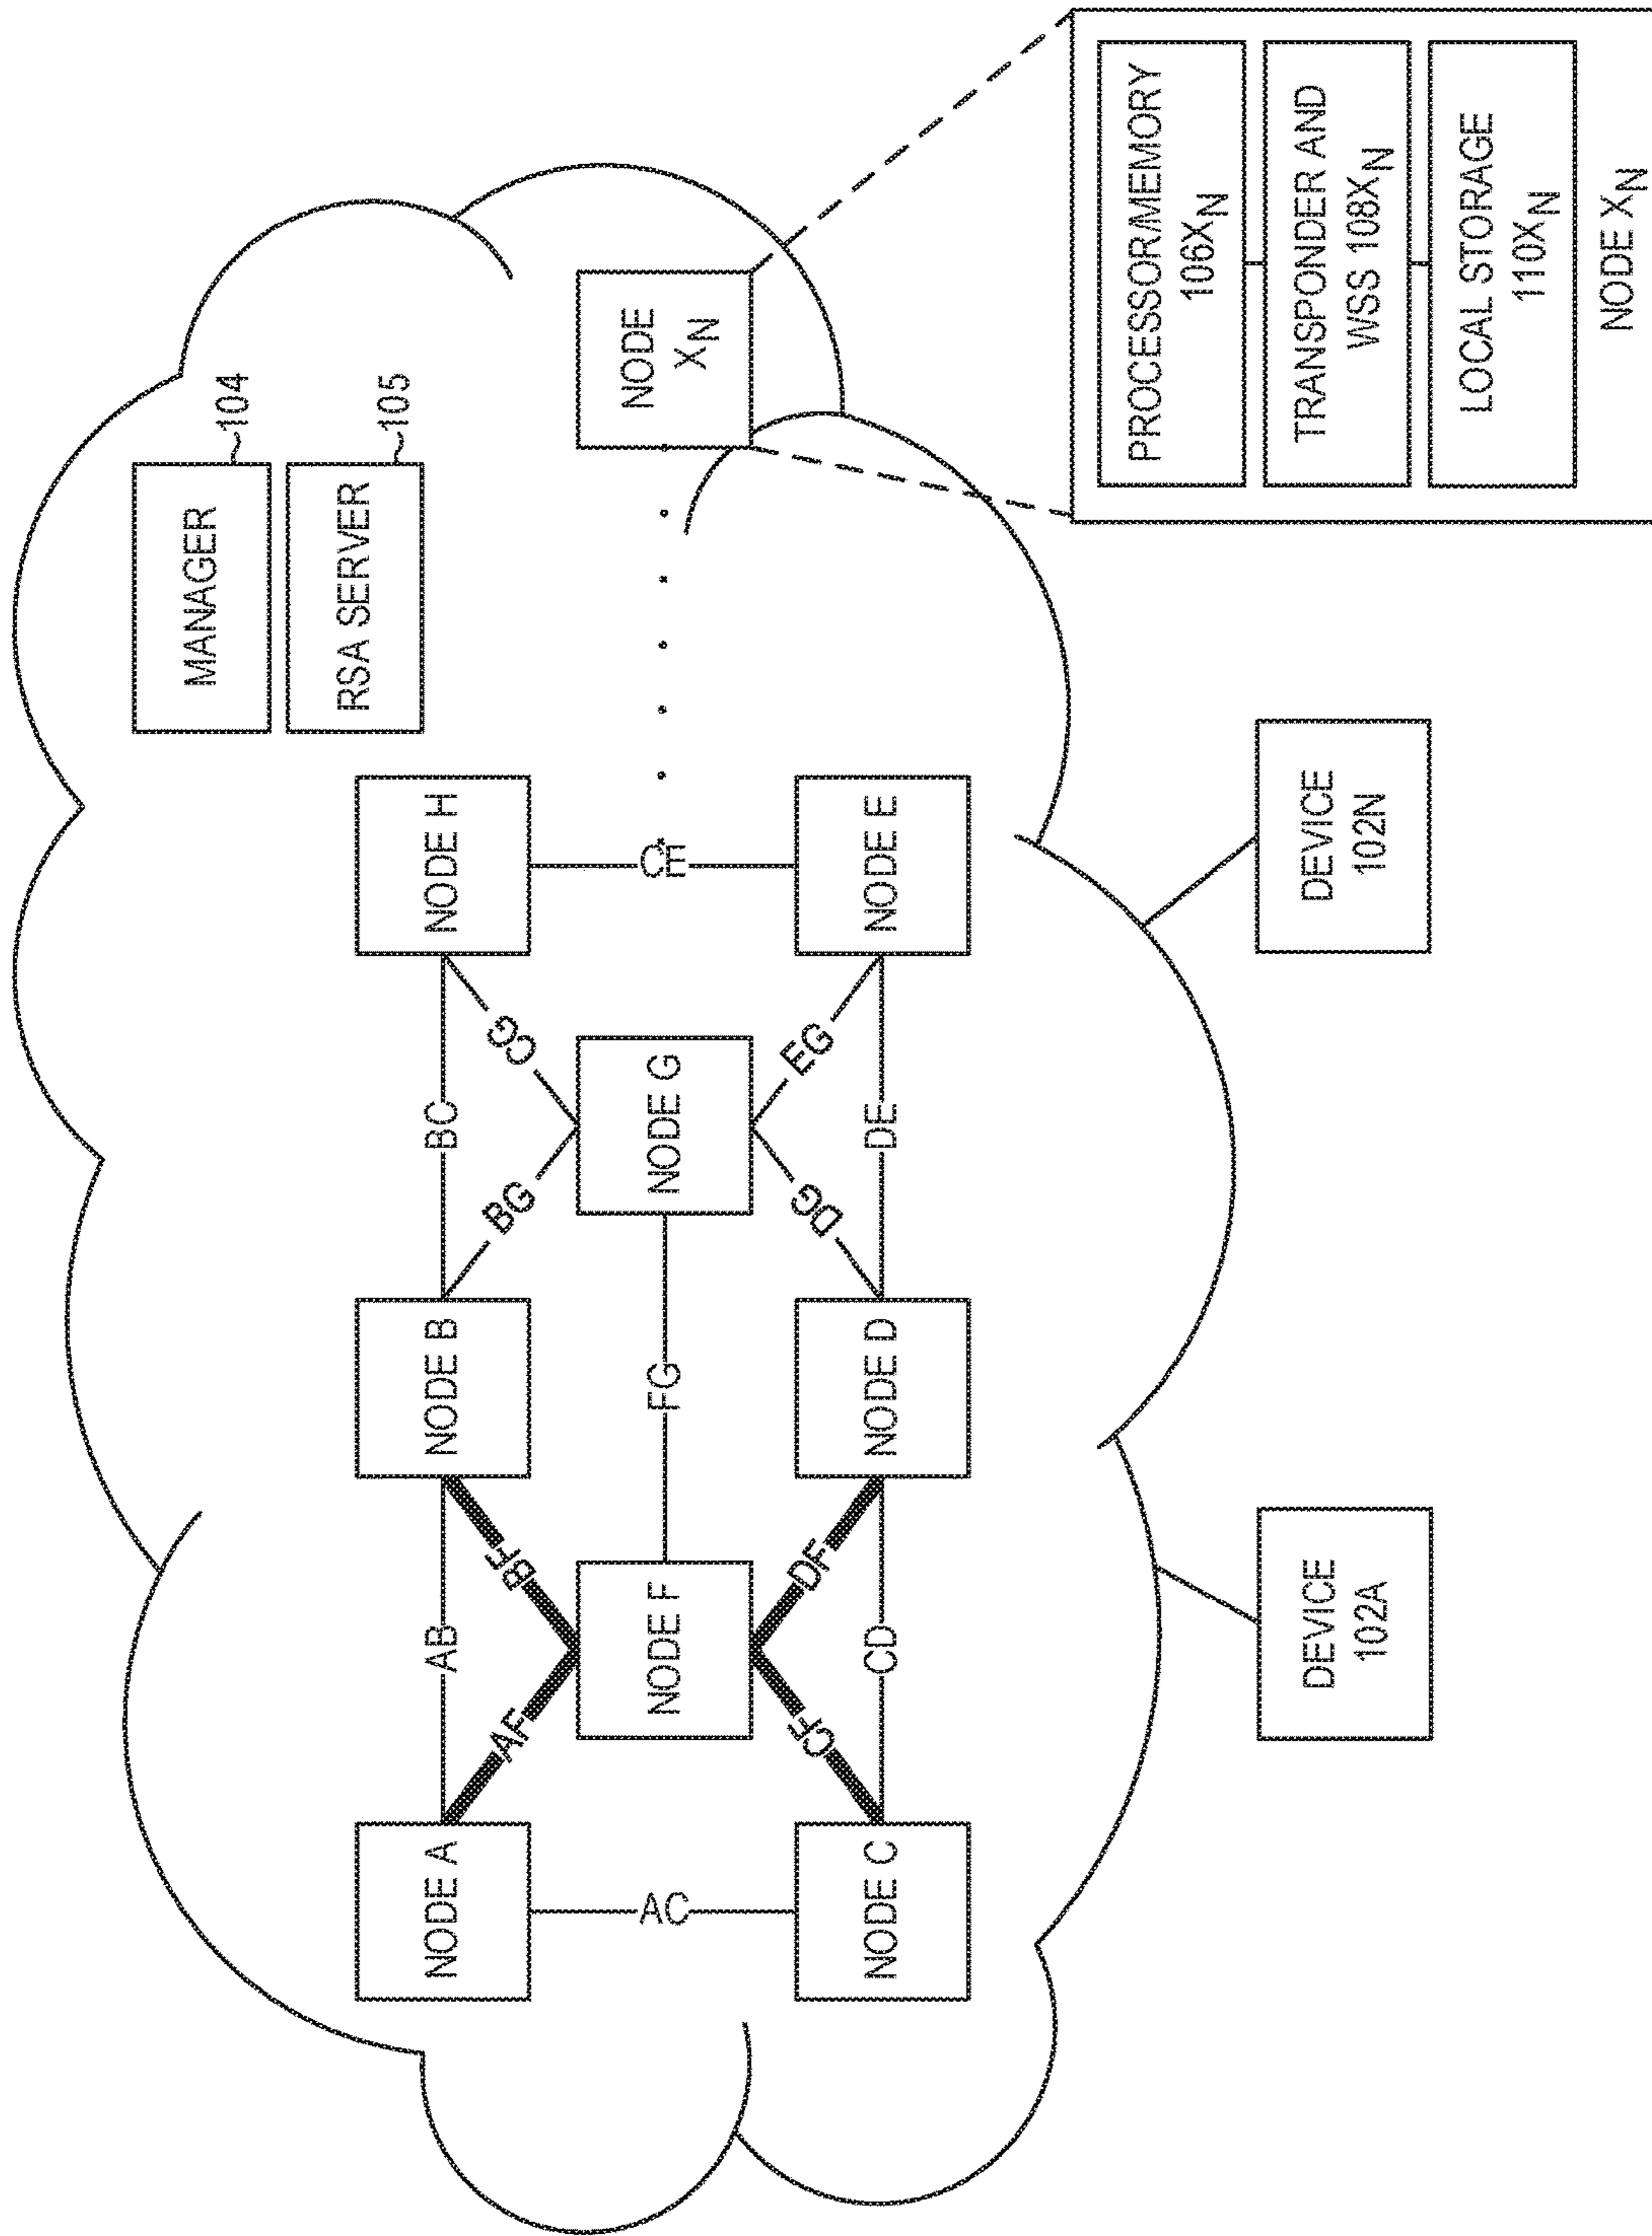 MANAGER
104
RSA SERVER
105
NODE A
AB
NODE B
BC
NODE H
AF
BF
BG
CG
AC
NODE F
FG
NODE G
CE
NODE
XN
CF
DF
DG
EG
NODE C
CD
NODE D
DE
NODE E
PROCESSOR/MEMORY
106XN
TRANSPONDER AND
WSS 108XN
LOCAL STORAGE
110XN
NODE XN
DEVICE
102A
DEVICE
102N